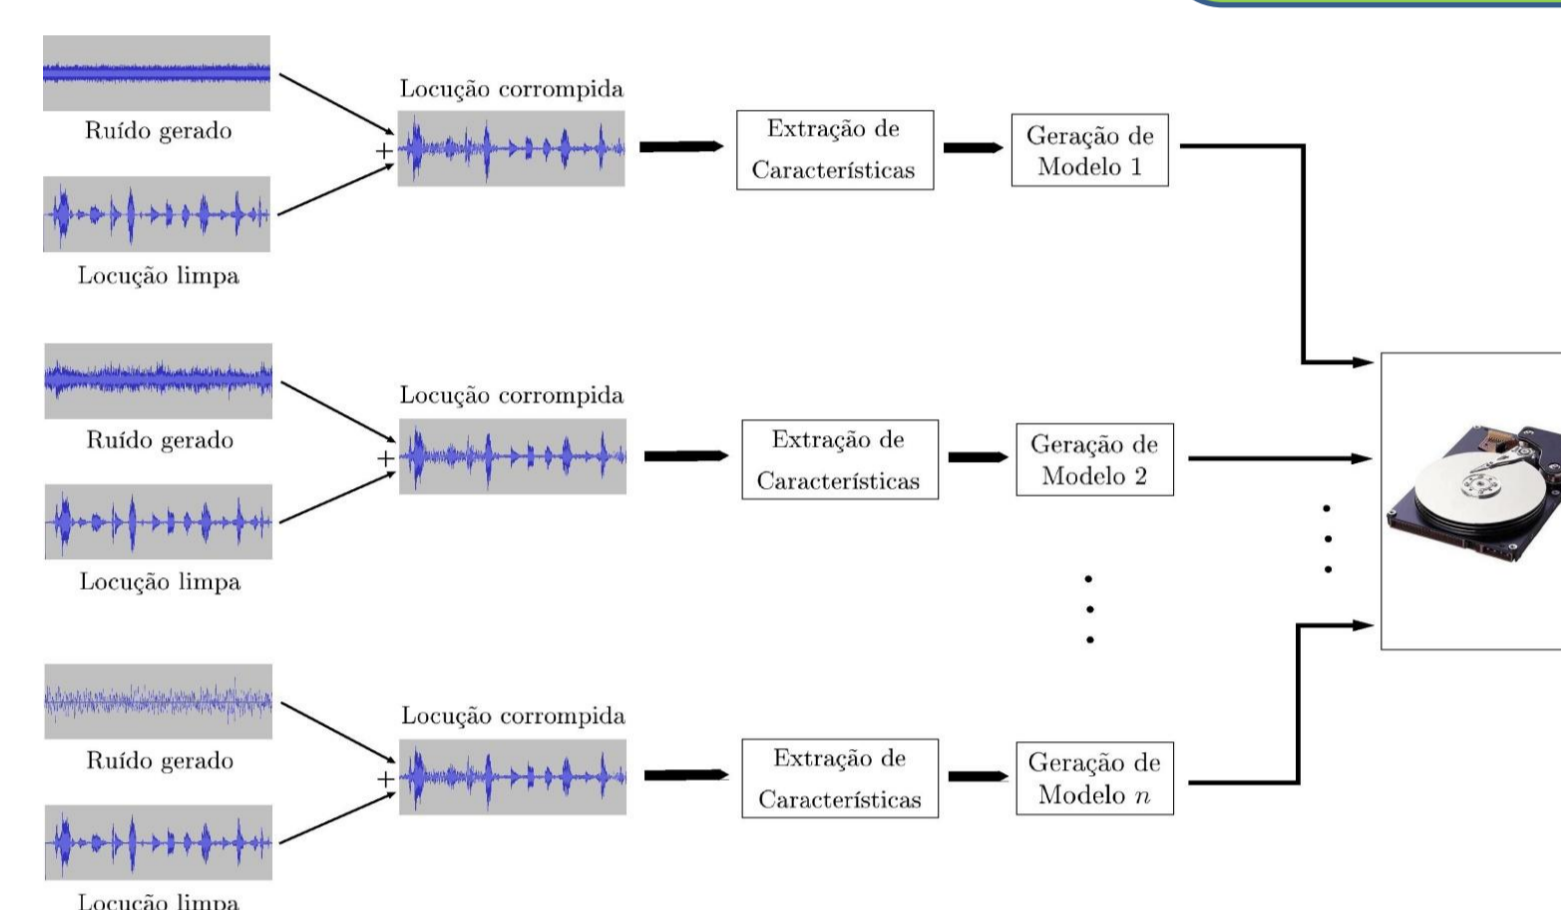 Locução corrompida
Ruído gerado
+
Locução limpa
Extração de
Características
Geração de
Modelo 1
Locução corrompida
Ruído gerado
+
Locução limpa
Extração de
Características
Geração de
Modelo 2
Locução corrompida
Ruído gerado
+
Locução limpa
Extração de
Características
Geração de
Modelo n